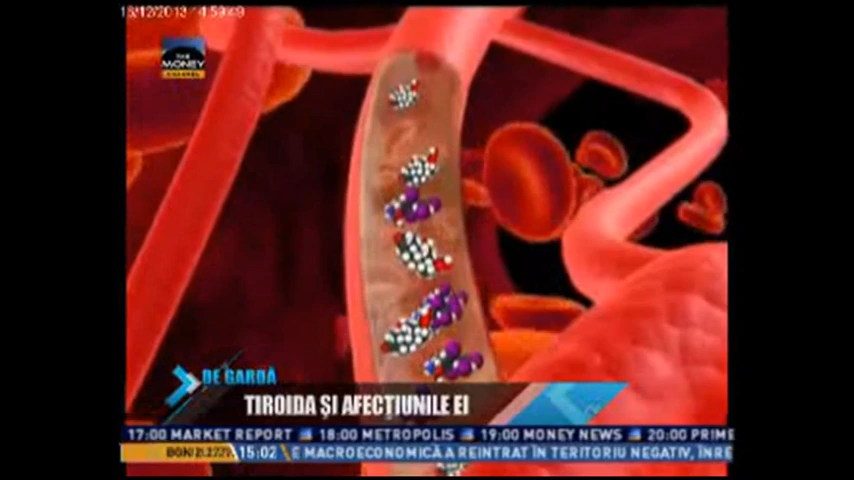 16/12/2013 14:59:49
THE
MONEY
CHANNEL
DE GARDĂ
TIROIDA ȘI AFECȚIUNILE EI
17:00 MARKET REPORT 18:00 METROPOLIS 19:00 MONEY NEWS 20:00 PRIME
15:02 E MACROECONOMICĂ A REINTRAT ÎN TERITORIU NEGATIV, ÎNRE